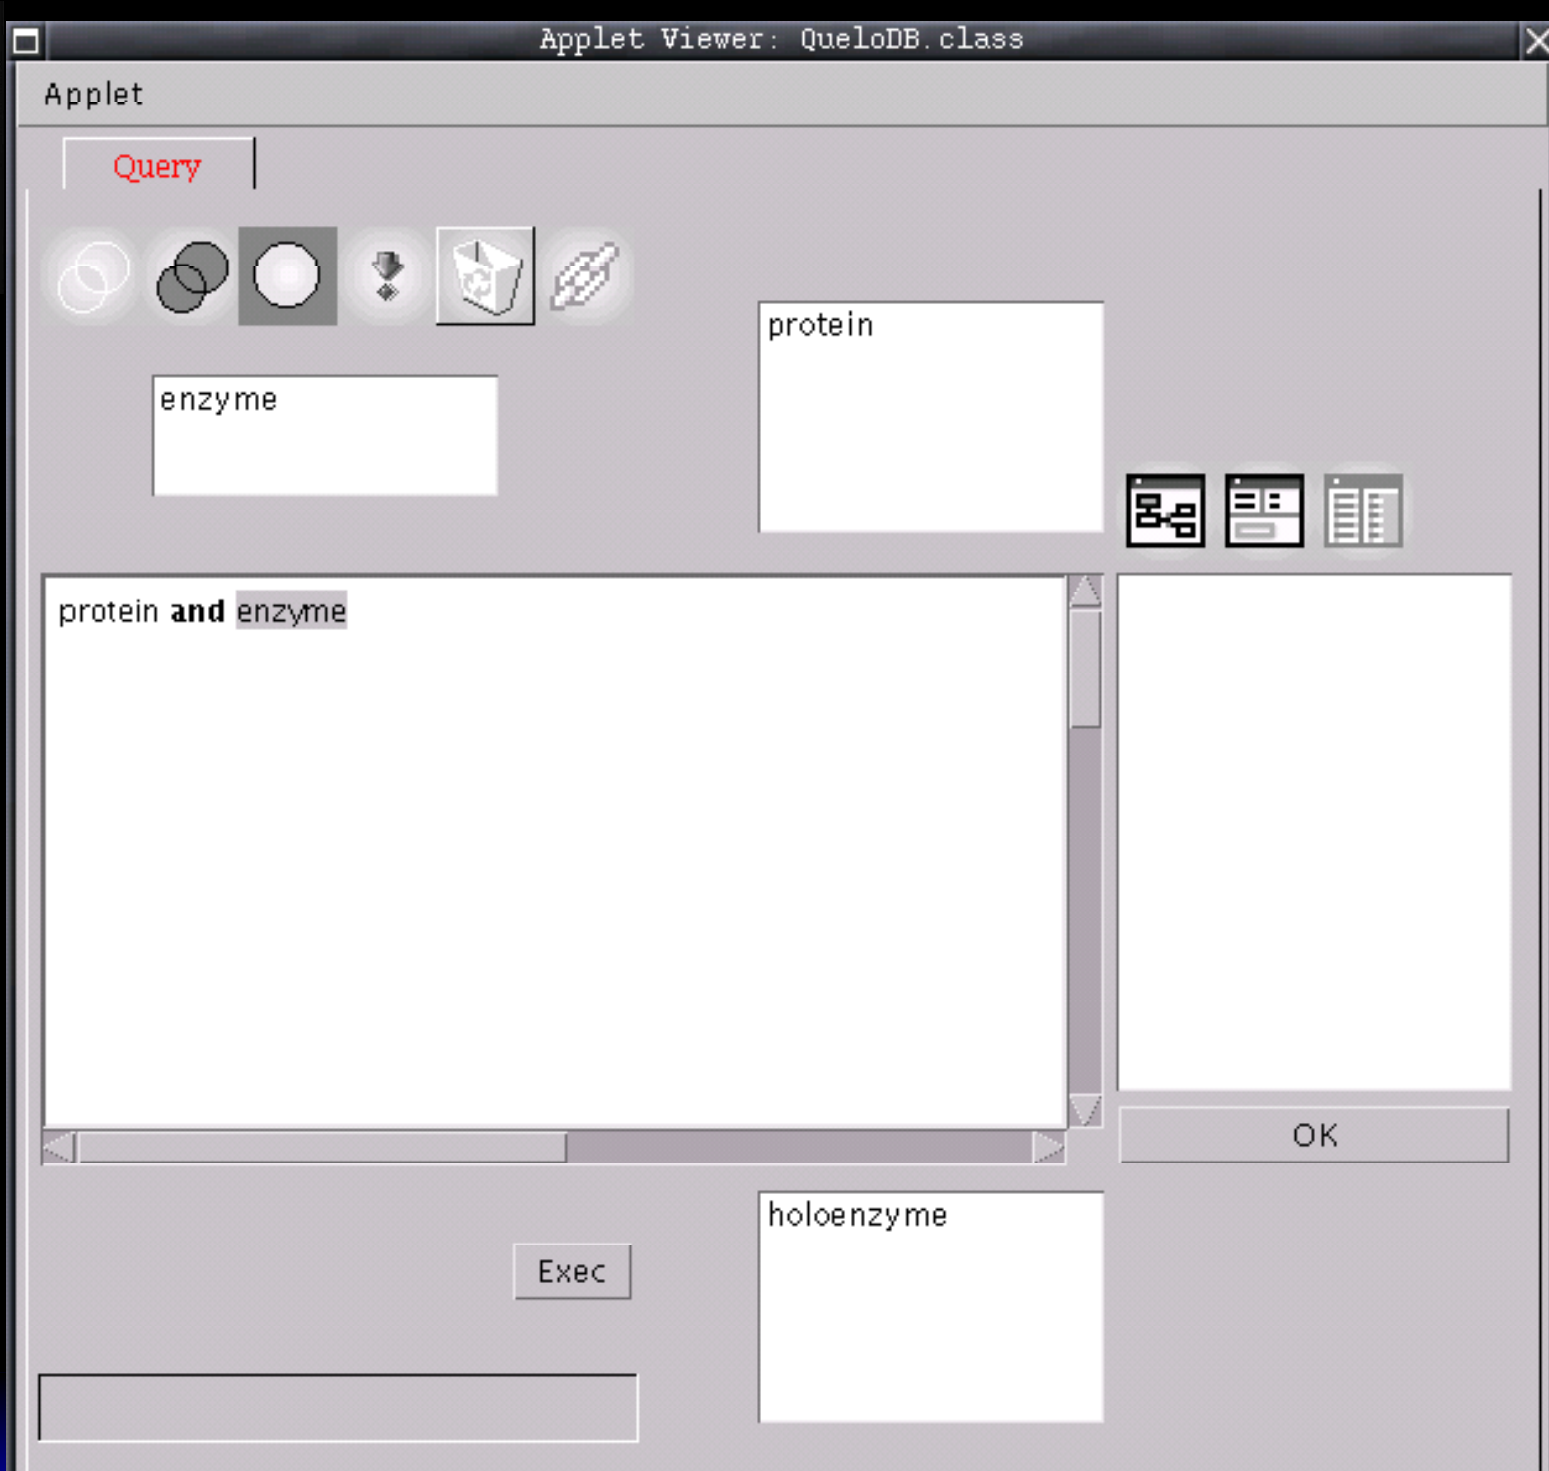 Applet Viewer: QueloDB.class
Applet
Query
protein
enzyme
protein and enzyme
OK
holoenzyme
Exec